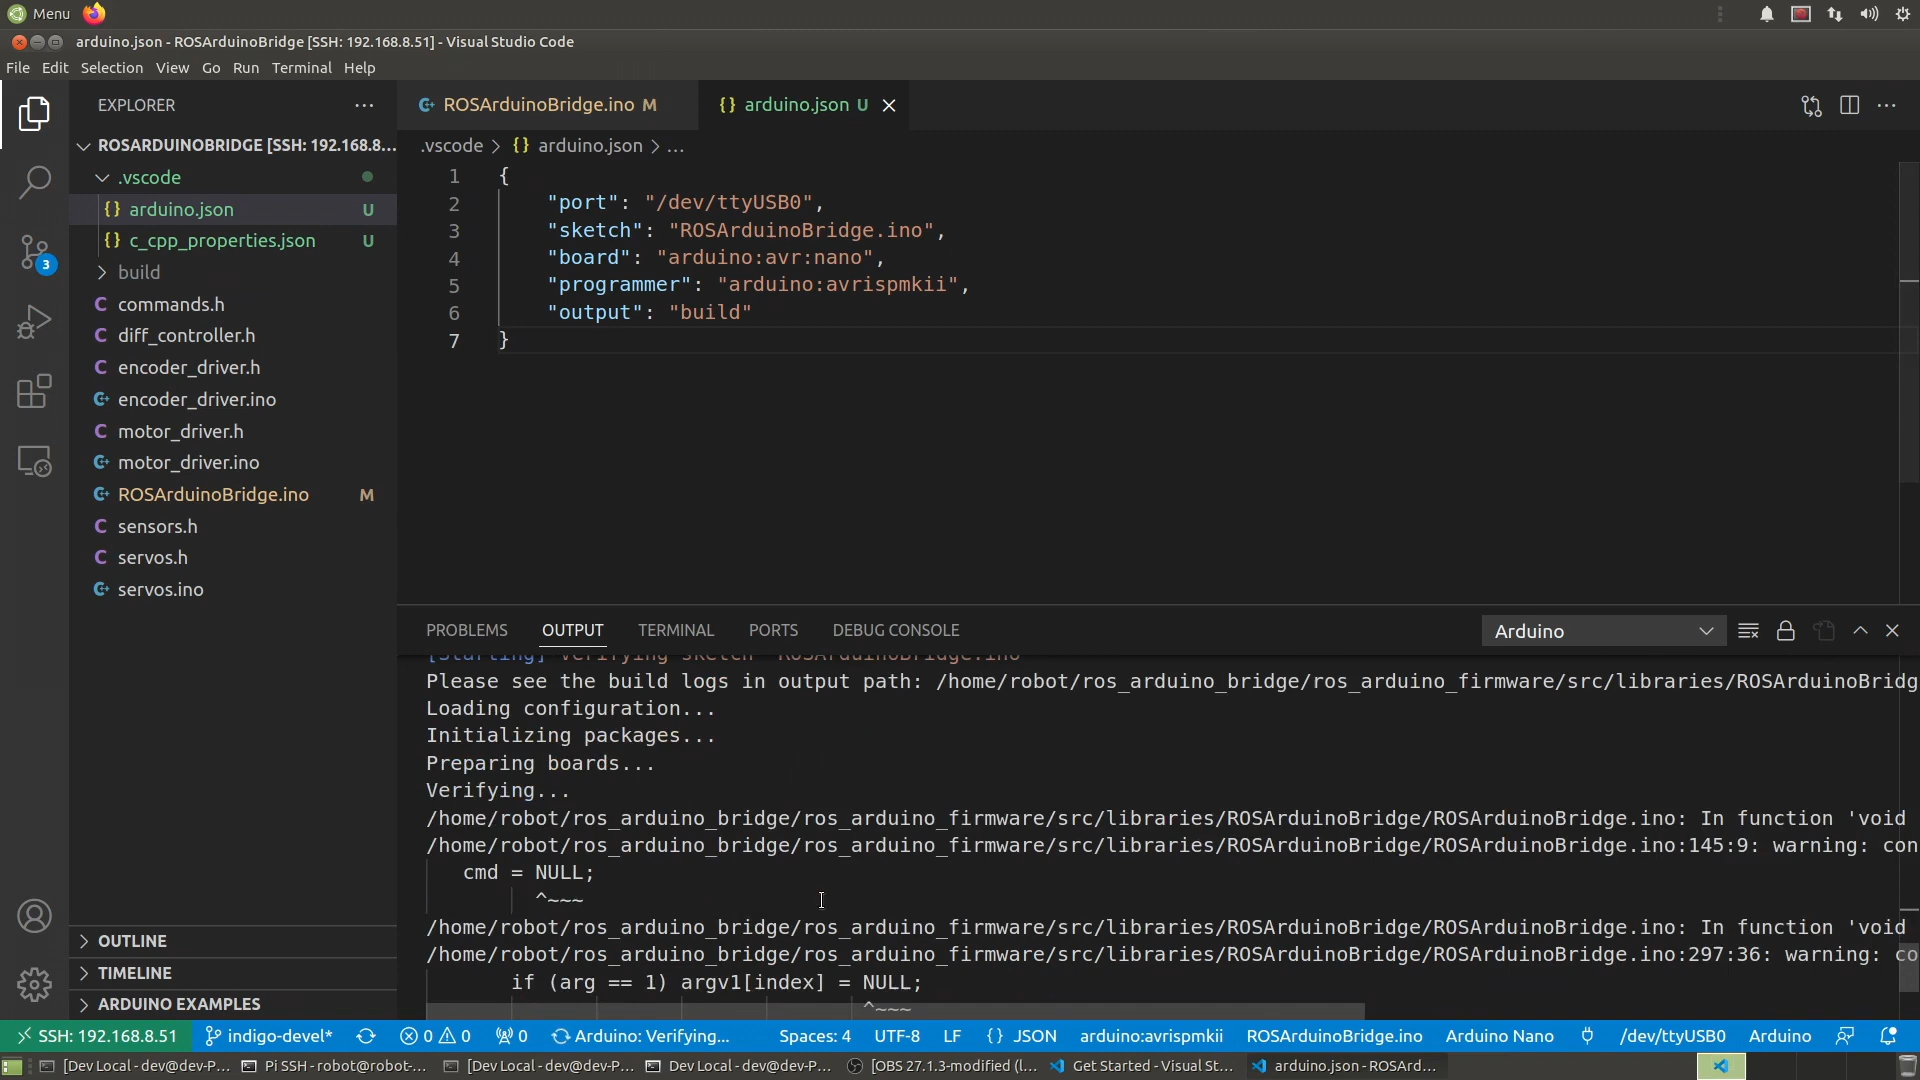 Menu
arduino.json - ROSArduinoBridge [SSH: 192.168.8.51] - Visual Studio Code
File Edit Selection View Go Run Terminal Help
EXPLORER
ROSARDUINOBRIDGE [SSH: 192.168.8...
.vscode
arduino.json U
c_cpp_properties.json U
build
commands.h
diff_controller.h
encoder_driver.h
encoder_driver.ino
motor_driver.h
motor_driver.ino
ROSArduinoBridge.ino M
sensors.h
servos.h
servos.ino
3
OUTLINE
TIMELINE
ARDUINO EXAMPLES
ROSArduinoBridge.ino M {} arduino.json U
.vscode > {} arduino.json > ...
1 {
2 "port": "/dev/ttyUSB0",
3 "sketch": "ROSArduinoBridge.ino",
4 "board": "arduino:avr:nano",
5 "programmer": "arduino:avrispmkii",
6 "output": "build"
7 }
PROBLEMS OUTPUT TERMINAL PORTS DEBUG CONSOLE Arduino
[Starting] Verifying sketch 'ROSArduinoBridge.ino'
Please see the build logs in output path: /home/robot/ros_arduino_bridge/ros_arduino_firmware/src/libraries/ROSArduinoBridg
Loading configuration...
Initializing packages...
Preparing boards...
Verifying...
/home/robot/ros_arduino_bridge/ros_arduino_firmware/src/libraries/ROSArduinoBridge/ROSArduinoBridge.ino: In function 'void
/home/robot/ros_arduino_bridge/ros_arduino_firmware/src/libraries/ROSArduinoBridge/ROSArduinoBridge.ino:145:9: warning: con
cmd = NULL;
^~~~
/home/robot/ros_arduino_bridge/ros_arduino_firmware/src/libraries/ROSArduinoBridge/ROSArduinoBridge.ino: In function 'void
/home/robot/ros_arduino_bridge/ros_arduino_firmware/src/libraries/ROSArduinoBridge/ROSArduinoBridge.ino:297:36: warning: co
if (arg == 1) argv1[index] = NULL;
^~~~
SSH: 192.168.8.51 indigo-devel* 0 0 0 Arduino: Verifying... Spaces: 4 UTF-8 LF {} JSON arduino:avrispmkii ROSArduinoBridge.ino Arduino Nano /dev/ttyUSB0 Arduino
[Dev Local - dev@dev-P... Pi SSH - robot@robot-... [Dev Local - dev@dev-P... Dev Local - dev@dev-P... [OBS 27.1.3-modified (l... Get Started - Visual St... arduino.json - ROSArd...